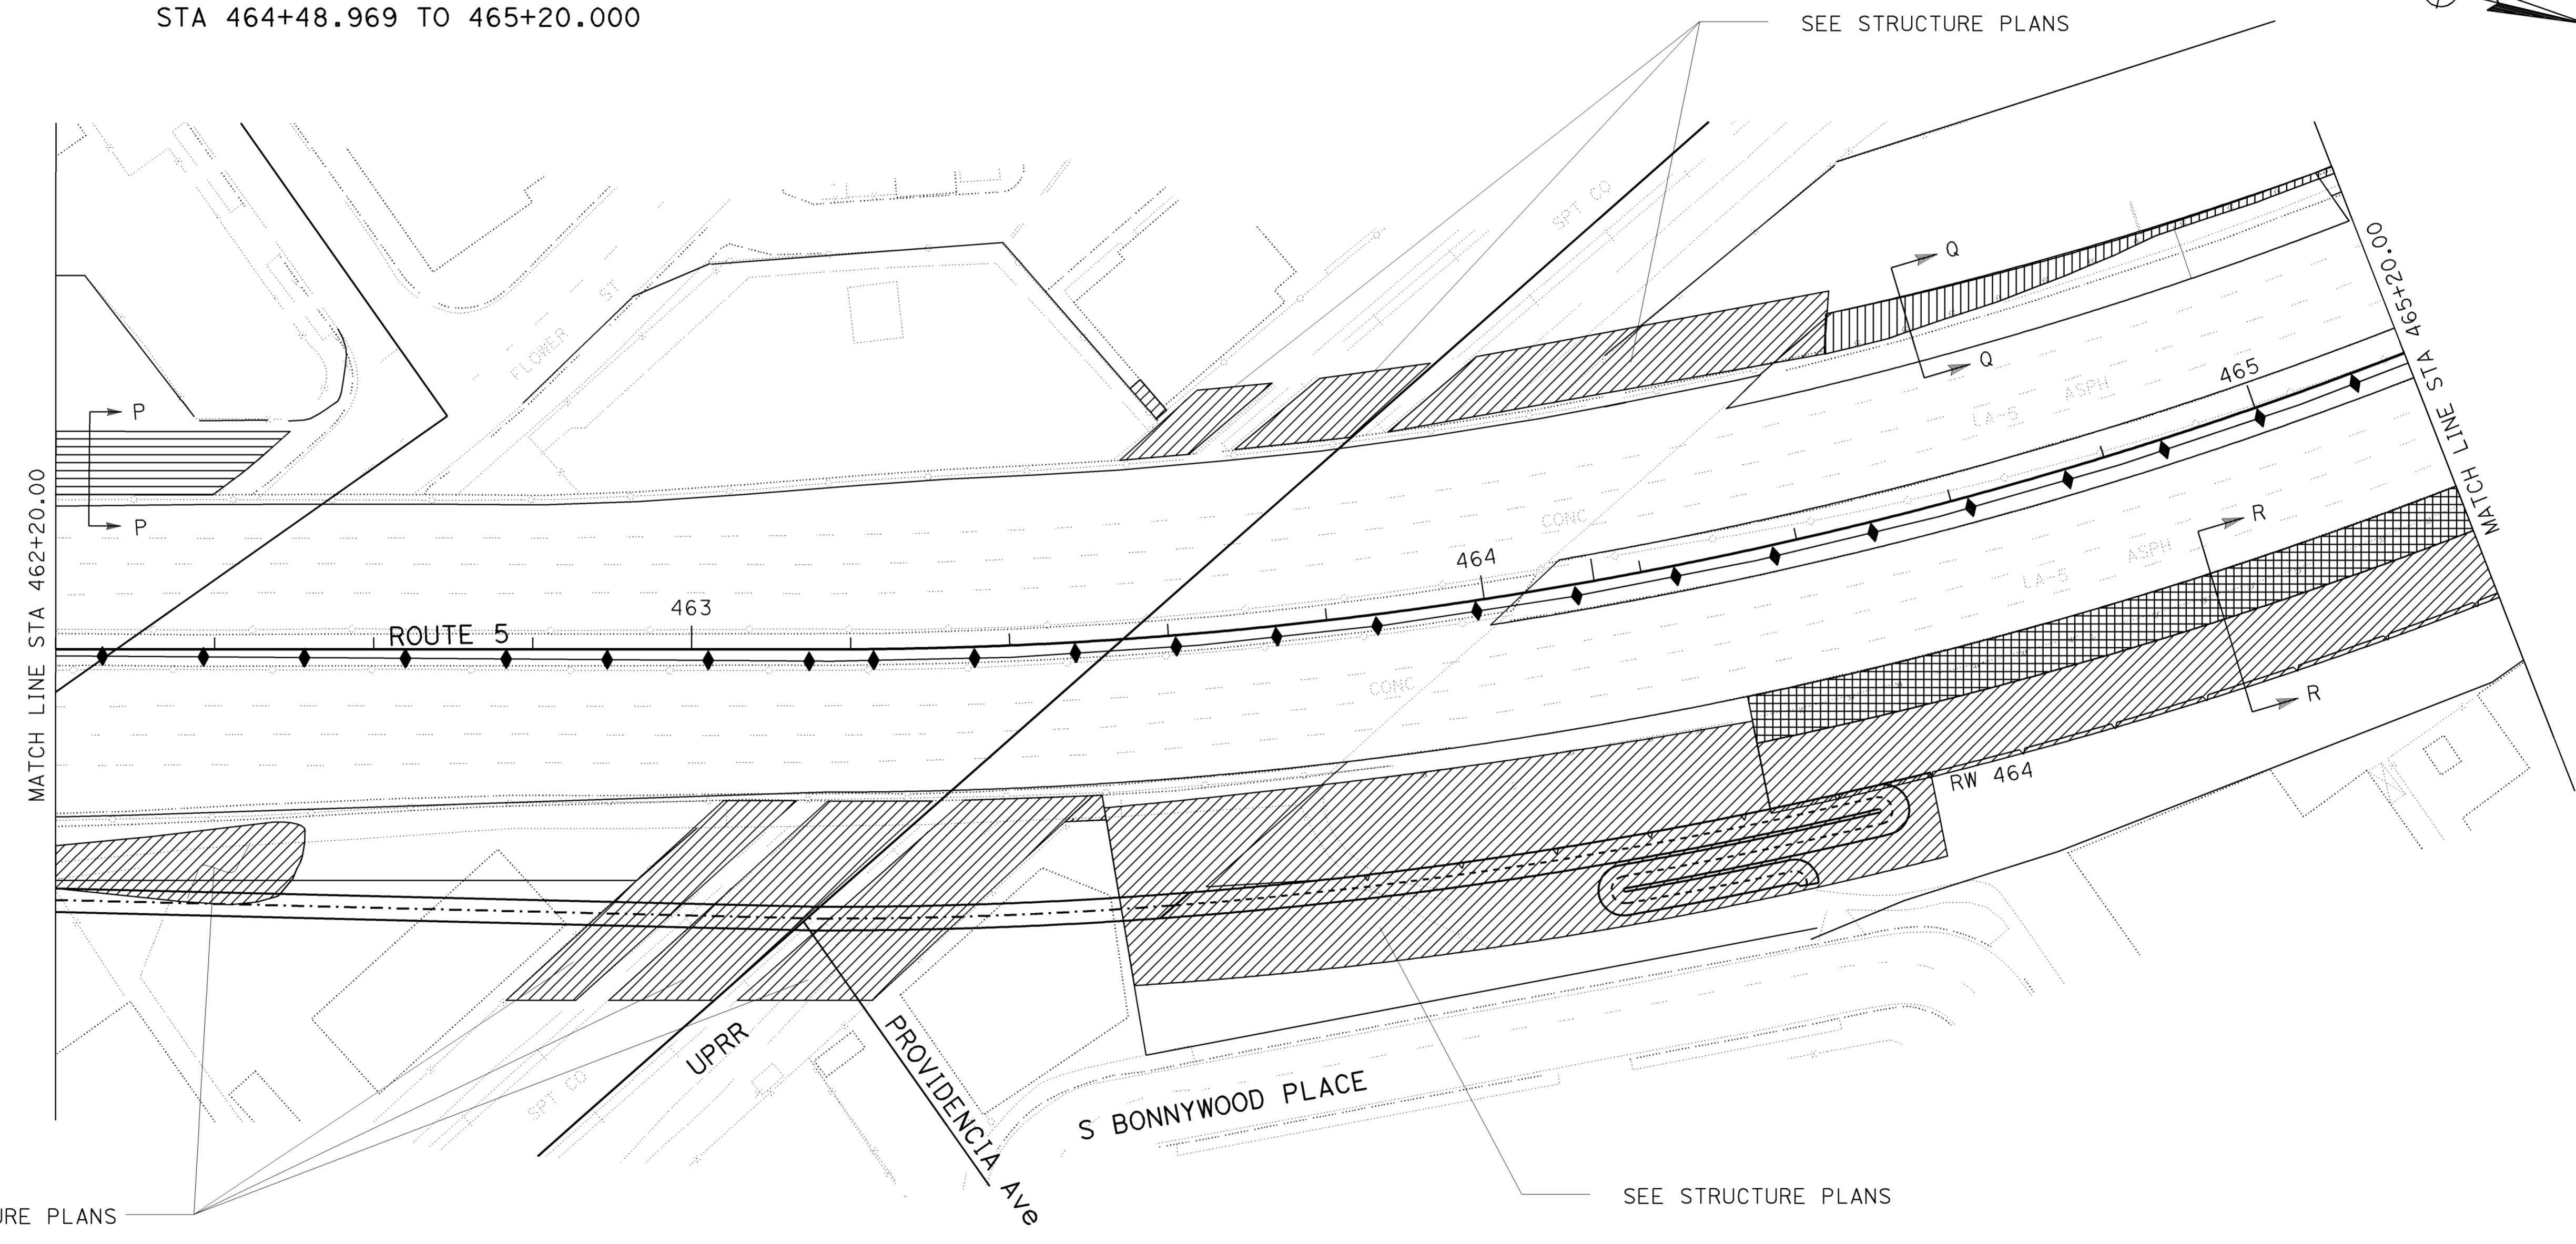 STA 464+48.969 TO 465+20.000
SEE STRUCTURE PLANS
SPT CO
FLOWER ST
Q
Q
P
P
MATCH LINE STA 462+20.00
MATCH LINE STA 465+20.00
465
LA-5 ASPH
CONC
464
463
ROUTE 5
R
R
LA-5 ASPH
CONC
RW 464
UPRR
PROVIDENCIA Ave
SPT CO
S BONNYWOOD PLACE
SEE STRUCTURE PLANS
URE PLANS